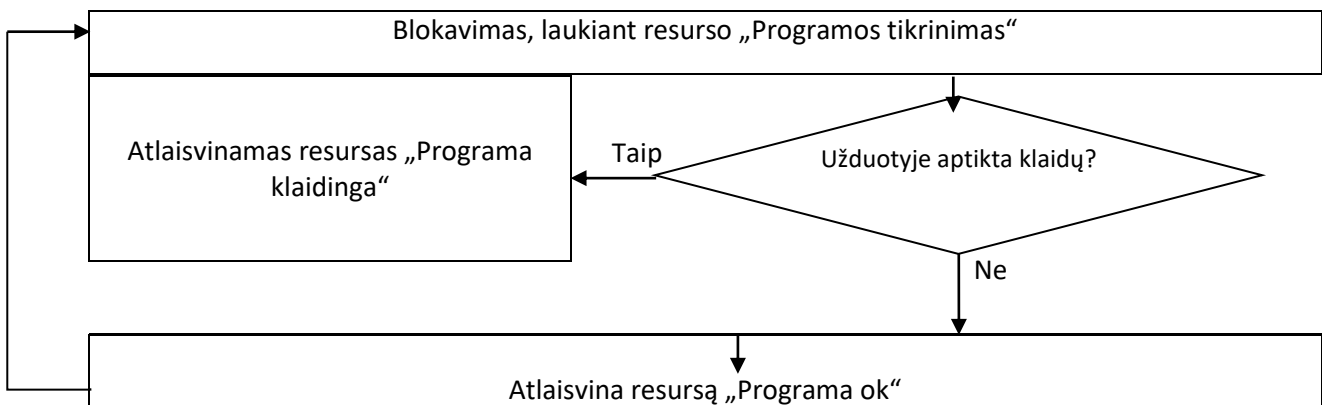 Blokavimas, laukiant resurso „Programos tikrinimas“
Atlaisvinamas resursas „Programa
klaidinga“
Taip
Užduotyje aptikta klaidų?
Ne
Atlaisvina resursą „Programa ok“